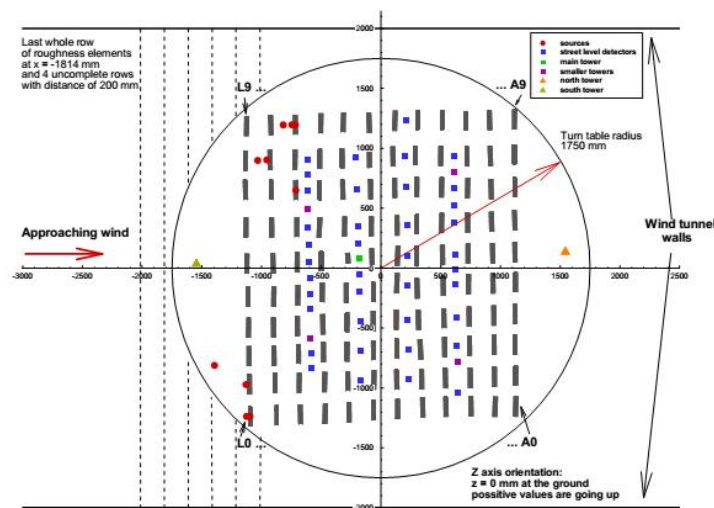 Last whole row
of roughness elements
at x = -1814 mm
and 4 uncomplete rows
with distance of 200 mm
2000
1500
1000
500
0
-500
-1000
-1500
-2000
L9 ...
... A9
sources
street level detectors
main tower
smaller towers
north tower
south tower
Turn table radius
1750 mm
Approaching wind
Wind tunnel
walls
-3000
-2500
-2000
-1500
-1000
-500
0
500
1000
1500
2000
2500
L0 ...
... A0
Z axis orientation:
z = 0 mm at the ground
possitive values are going up